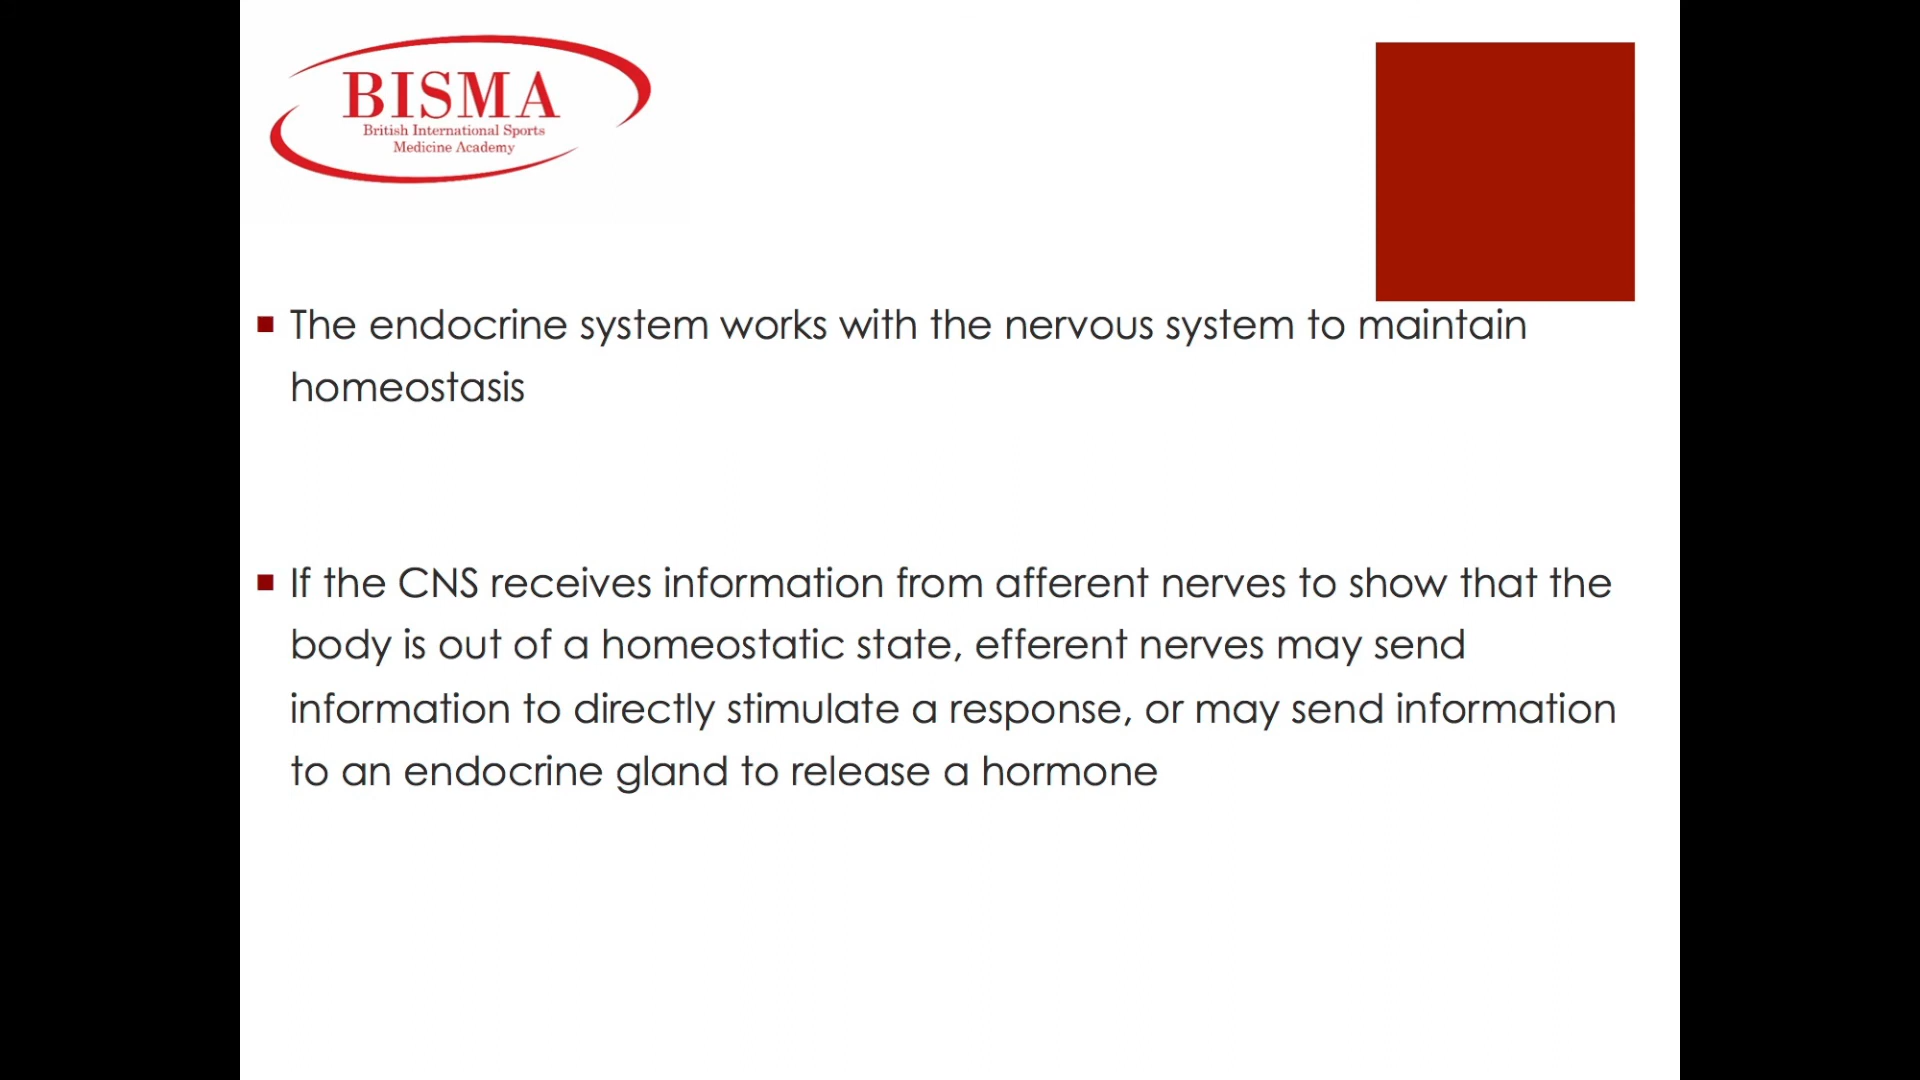 BISMA
British International Sports
Medicine Academy
The endocrine system works with the nervous system to maintain
homeostasis
If the CNS receives information from afferent nerves to show that the
body is out of a homeostatic state, efferent nerves may send
information to directly stimulate a response, or may send information
to an endocrine gland to release a hormone